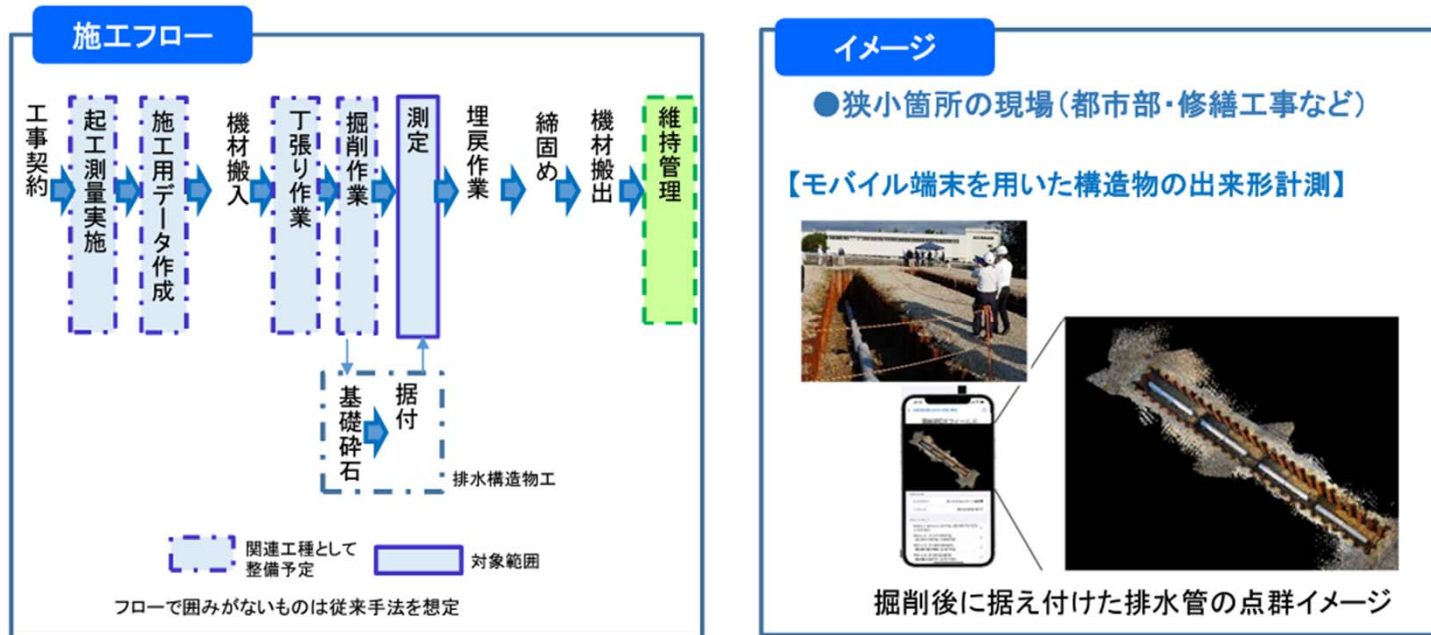 施工フロー
工事契約
起工測量実施
施工用データ作成
機材搬入
丁張り作業
掘削作業
測定
埋戻作業
締固め
機材搬出
維持管理
基礎砕石
据付
排水構造物工
関連工種として
整備予定
対象範囲
フローで囲みがないものは従来手法を想定
イメージ
●狭小箇所の現場(都市部・修繕工事など)
【モバイル端末を用いた構造物の出来形計測】
掘削後に据え付けた排水管の点群イメージ